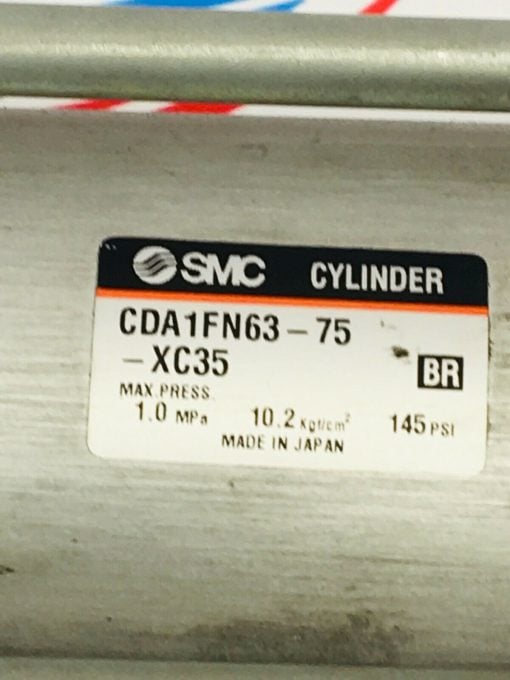 SMC CYLINDER
CDA1FN63-75
-XC35
BR
MAX.PRESS.
1.0 MPa 10.2 Kgf/cm² 145 PSI
MADE IN JAPAN